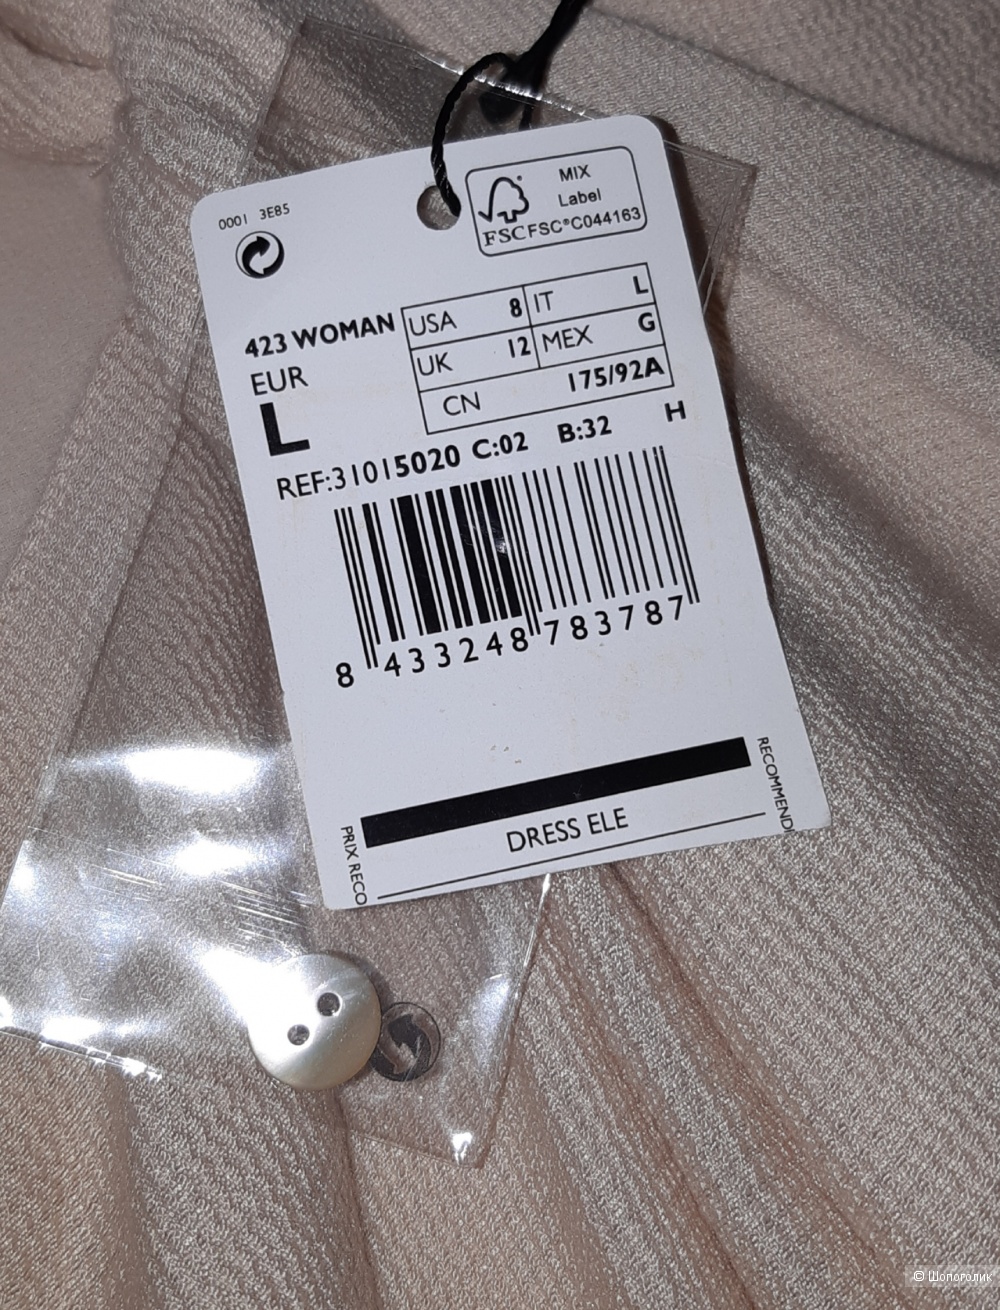 0001 3E85
MIX
Label
FSC FSC®C044163
423 WOMAN
EUR
L
USA 8 IT L
UK 12 MEX G
CN 175/92A
REF:31015020 C:02 B:32 H
8 433248 783787
PRIX RECO
DRESS ELE
RECOMMEND
© Шопоголик